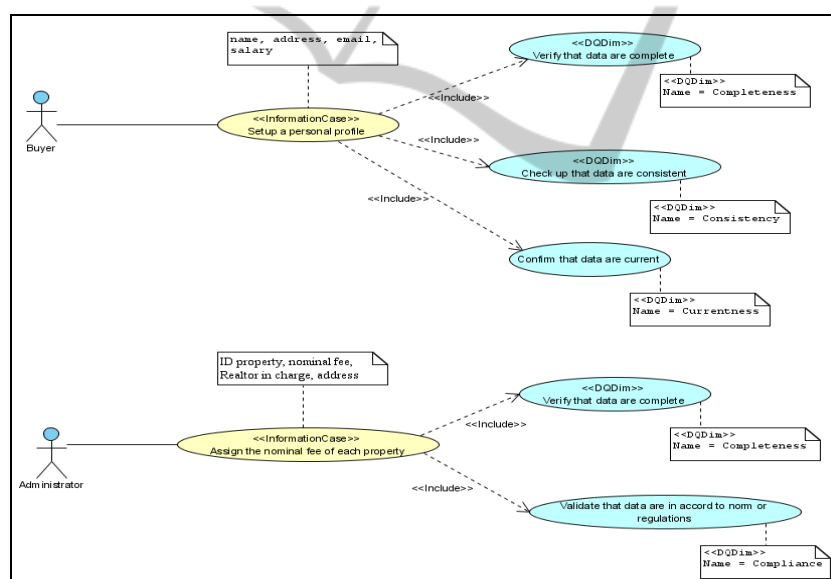 name, address, email,
salary
<<DQDim>>
Verify that data are complete
<<DQDim>>
Name = Completeness
<<Include>>
<<InformationCase>>
Setup a personal profile
Buyer
<<Include>>
<<DQDim>>
Check up that data are consistent
<<DQDim>>
Name = Consistency
<<Include>>
Confirm that data are current
<<DQDim>>
Name = Currentness
ID property, nominal fee,
Realtor in charge, address
<<DQDim>>
Verify that data are complete
<<DQDim>>
Name = Completeness
<<Include>>
<<InformationCase>>
Assign the nominal fee of each property
Administrator
<<Include>>
Validate that data are in accord to norm or
regulations
<<DQDim>>
Name = Compliance